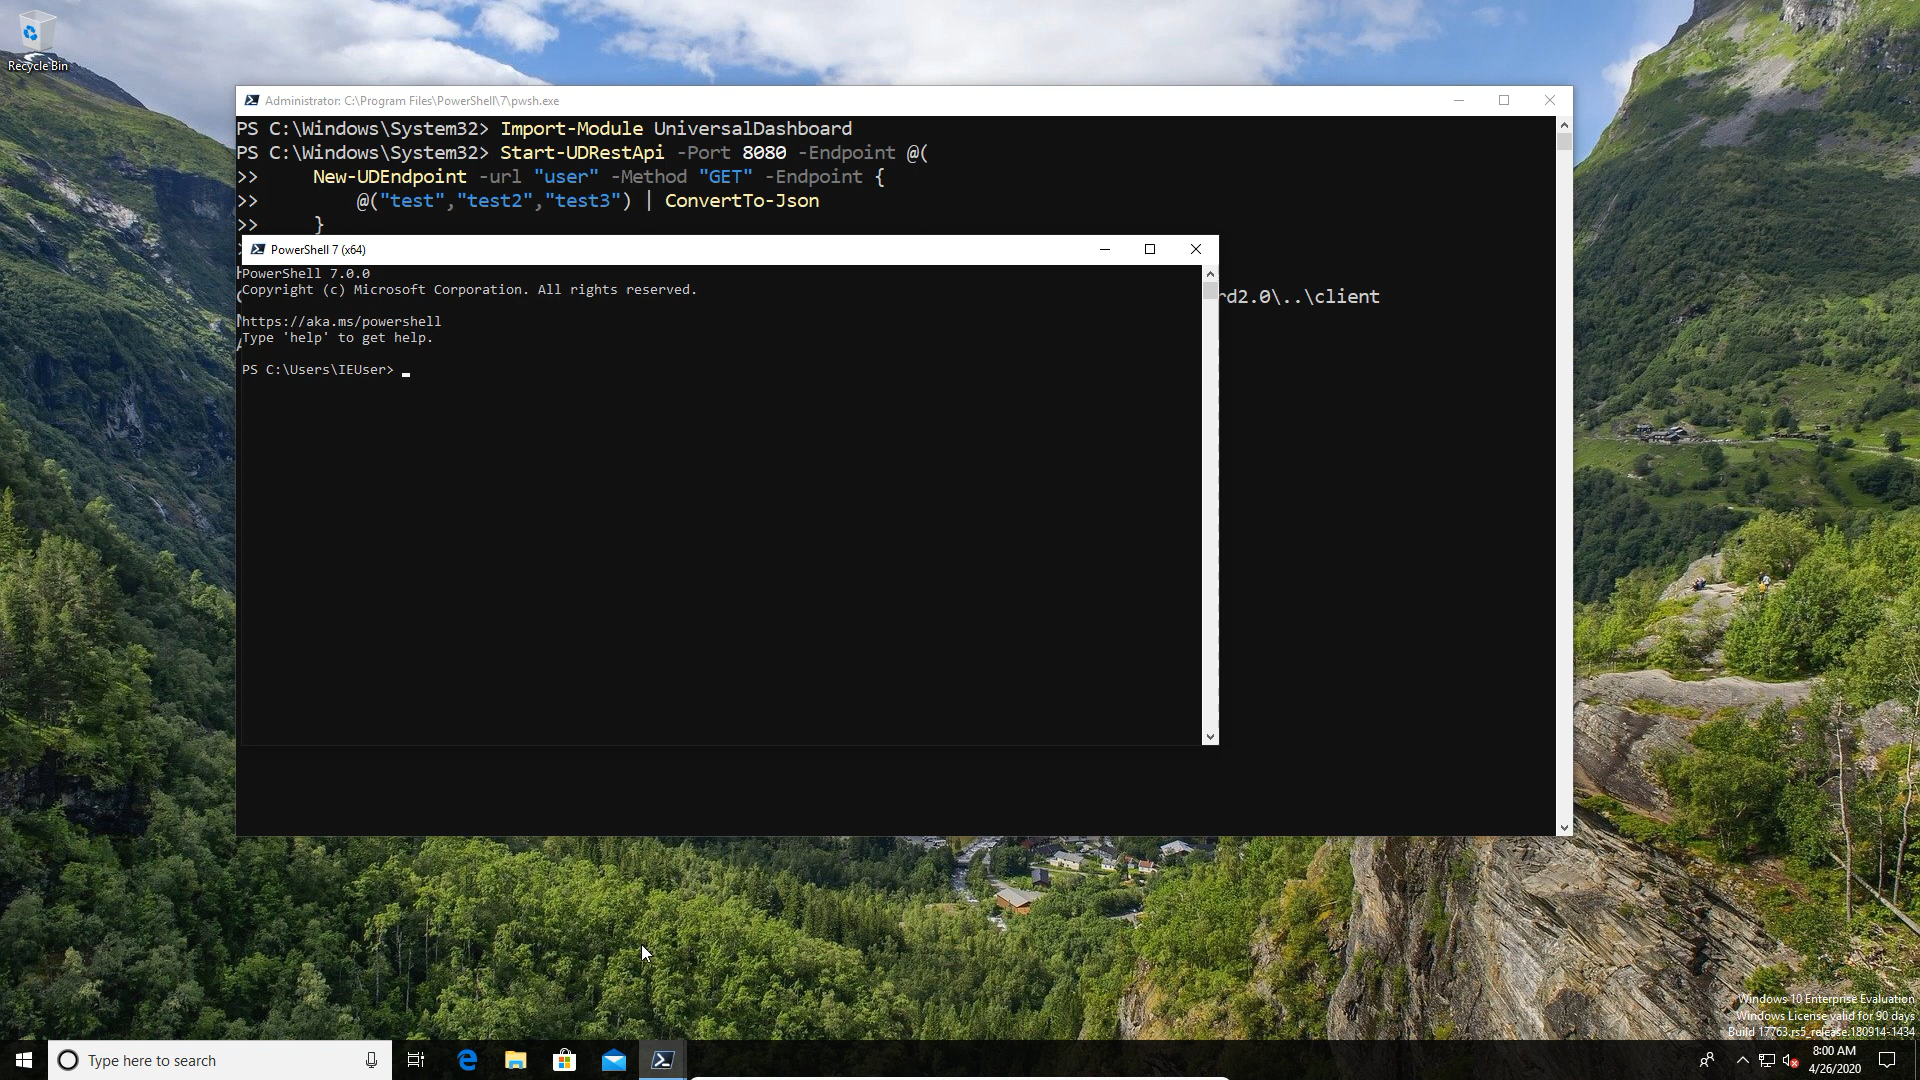 Recycle Bin
Administrator: C:\Program Files\PowerShell\7\pwsh.exe
PS C:\Windows\System32> Import-Module UniversalDashboard
PS C:\Windows\System32> Start-UDRestApi -Port 8080 -Endpoint @(
>>     New-UDEndpoint -url "user" -Method "GET" -Endpoint {
>>         @("test","test2","test3") | ConvertTo-Json
>>     }
rd2.0\..\client
PowerShell 7 (x64)
PowerShell 7.0.0
Copyright (c) Microsoft Corporation. All rights reserved.
https://aka.ms/powershell
Type 'help' to get help.
PS C:\Users\IEUser>
Windows 10 Enterprise Evaluation
Windows License valid for 90 days
Build 17763.rs5_release.180914-1434
Type here to search
8:00 AM
4/26/2020